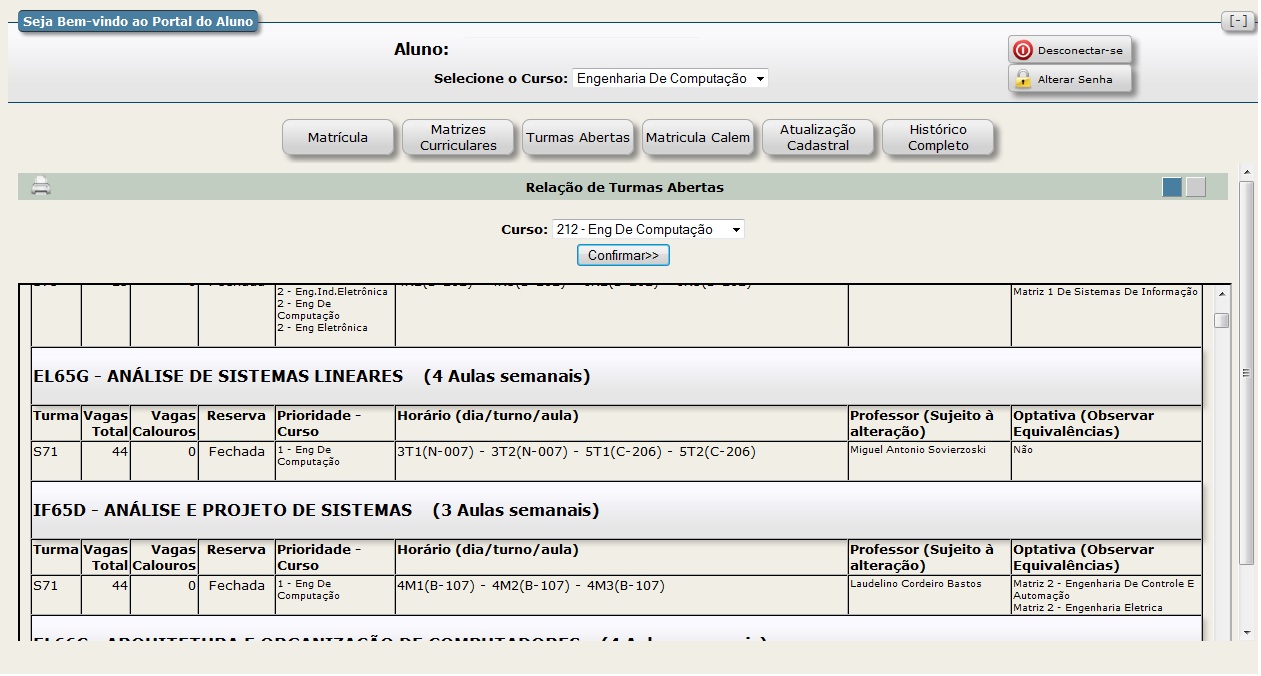 Seja Bem-vindo ao Portal do Aluno
[-]
Aluno:
Desconectar-se
Selecione o Curso: Engenharia De Computação
Alterar Senha
Matrícula
Matrizes
Curriculares
Turmas Abertas
Matricula Calem
Atualização
Cadastral
Histórico
Completo
Relação de Turmas Abertas
Curso: 212 - Eng De Computação
Confirmar>>
2 - Eng.Ind.Eletrônica
2 - Eng De
Computação
2 - Eng Eletrônica
Matriz 1 De Sistemas De Informação
EL65G - ANÁLISE DE SISTEMAS LINEARES (4 Aulas semanais)
Turma Vagas Total Vagas Calouros Reserva Prioridade - Curso Horário (dia/turno/aula) Professor (Sujeito à alteração) Optativa (Observar Equivalências)
S71 44 0 Fechada 1 - Eng De Computação 3T1(N-007) - 3T2(N-007) - 5T1(C-206) - 5T2(C-206) Miguel Antonio Sovierzoski Não
IF65D - ANÁLISE E PROJETO DE SISTEMAS (3 Aulas semanais)
Turma Vagas Total Vagas Calouros Reserva Prioridade - Curso Horário (dia/turno/aula) Professor (Sujeito à alteração) Optativa (Observar Equivalências)
S71 44 0 Fechada 1 - Eng De Computação 4M1(B-107) - 4M2(B-107) - 4M3(B-107) Laudelino Cordeiro Bastos Matriz 2 - Engenharia De Controle E Automação
Matriz 2 - Engenharia Eletrica
ARQUITETURA E ORGANIZAÇÃO DE COMPUTADORES